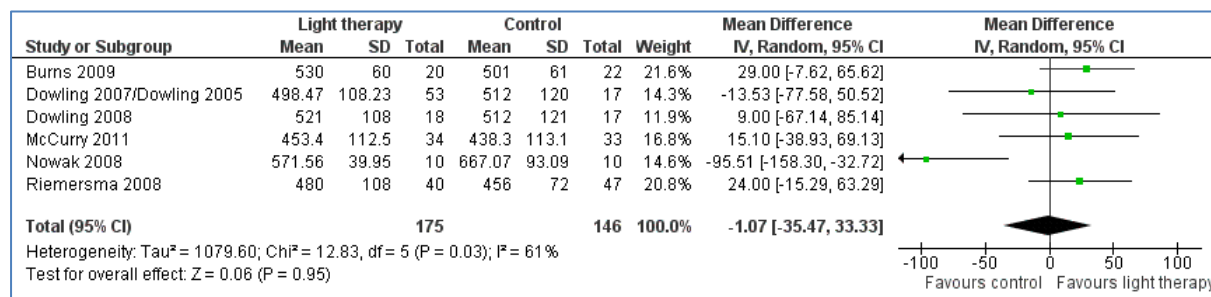 Light therapy Control Mean Difference Mean Difference
Study or Subgroup Mean SD Total Mean SD Total Weight IV, Random, 95% CI IV, Random, 95% CI
Burns 2009 530 60 20 501 61 22 21.6% 29.00 [-7.62, 65.62]
Dowling 2007/Dowling 2005 498.47 108.23 53 512 120 17 14.3% -13.53 [-77.58, 50.52]
Dowling 2008 521 108 18 512 121 17 11.9% 9.00 [-67.14, 85.14]
McCurry 2011 453.4 112.5 34 438.3 113.1 33 16.8% 15.10 [-38.93, 69.13]
Nowak 2008 571.56 39.95 10 667.07 93.09 10 14.6% -95.51 [-158.30, -32.72]
Riemersma 2008 480 108 40 456 72 47 20.8% 24.00 [-15.29, 63.29]
Total (95% CI) 175 146 100.0% -1.07 [-35.47, 33.33]
Heterogeneity: Tau² = 1079.60; Chi² = 12.83, df = 5 (P = 0.03); I² = 61%
Test for overall effect: Z = 0.06 (P = 0.95)
-100 -50 0 50 100
Favours control Favours light therapy